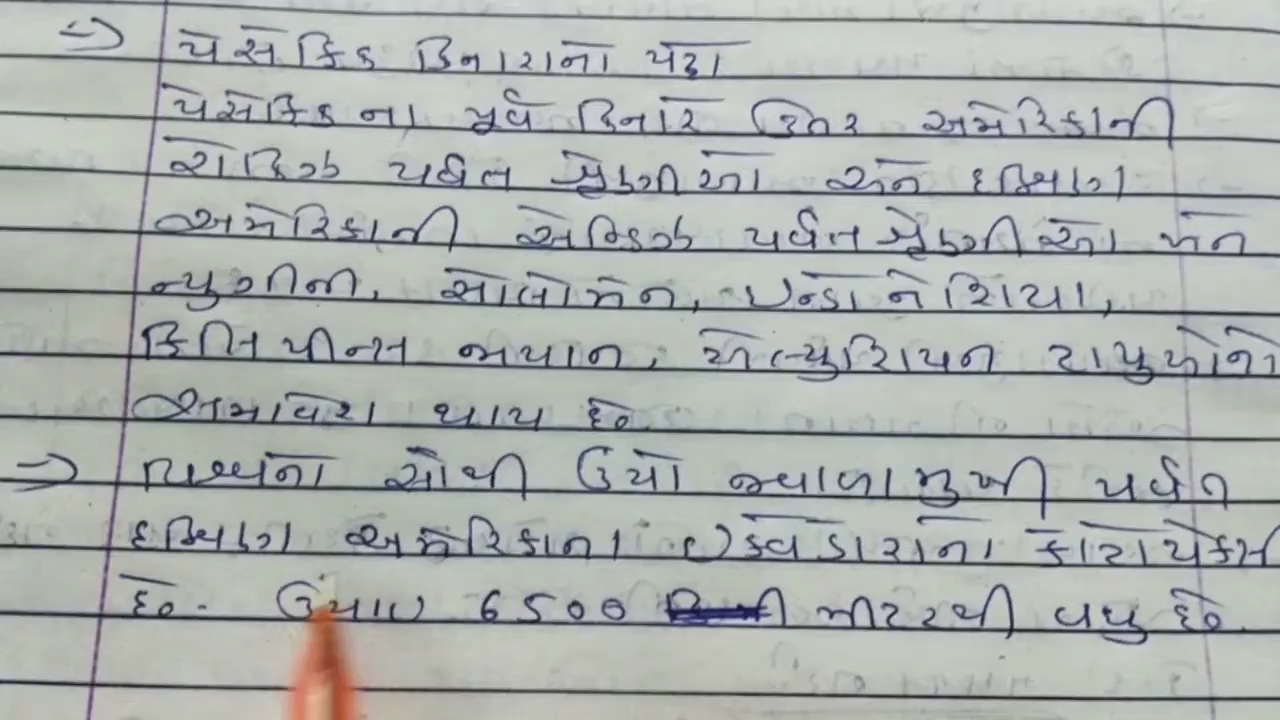 ⇒ પેસેફિક કિનારાનો પટ્ટો
પેસેફિકના પૂર્વ કિનારે ઉત્તર અમેરિકાની
રોકિઝ પર્વત શ્રેણીઓ અને દક્ષિણ
અમેરિકાની એન્ડિઝ પર્વત શ્રેણીઓ અને
ન્યુગીની, સોલોમન, ઇન્ડોનેશિયા,
ફિલિપીન્સ જાપાન, એલ્યુશિયન ટાપુઓનો
સમાવેશ થાય છે.
⇒ વિશ્વના સૌથી ઉંચો જ્વાળામુખી પર્વત
દક્ષિણ અમેરિકાના ઇક્વેડોરાના કોટોપેક્સ
છે. ઉંચાઇ 6500 મીટરથી વધુ છે.